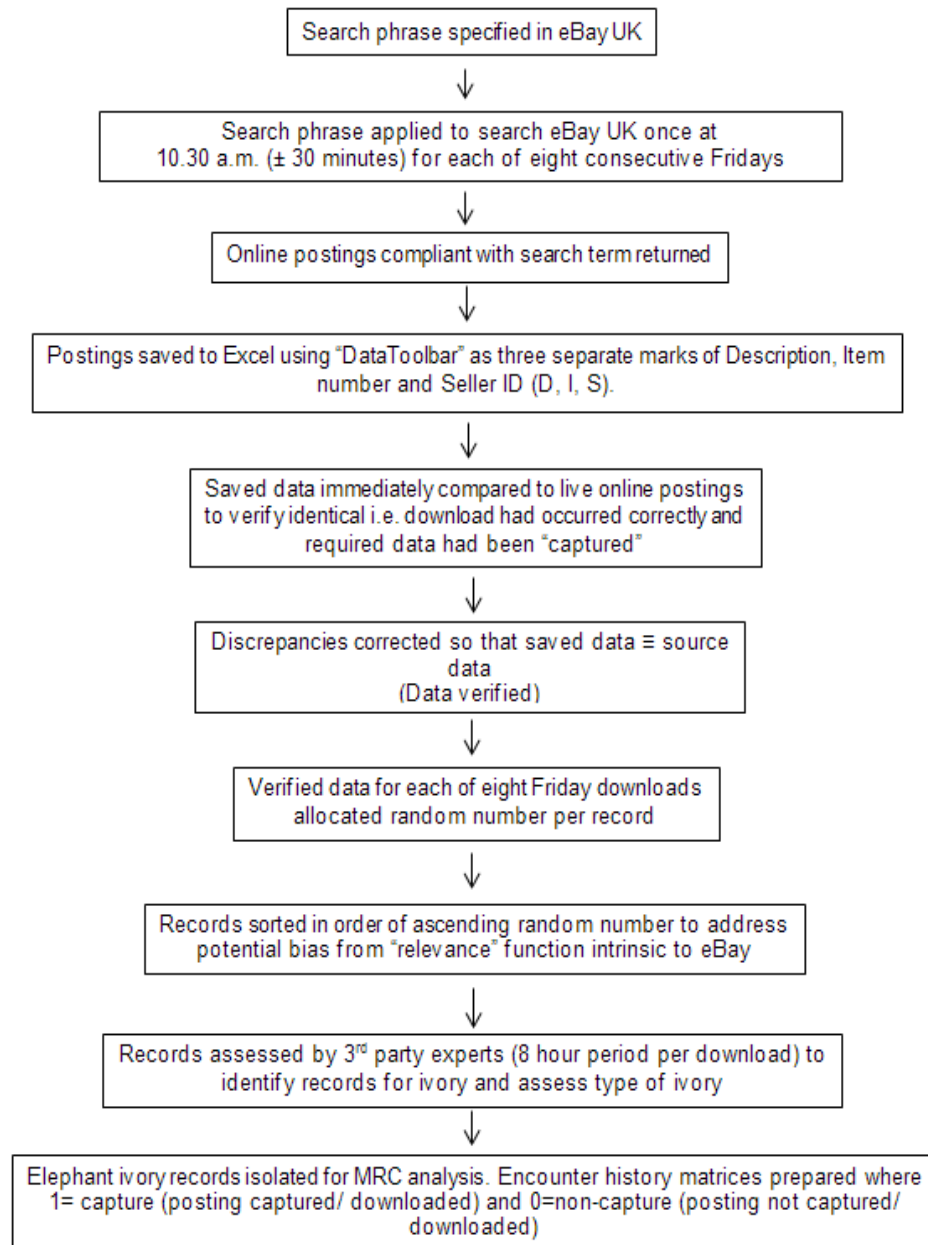 Search phrase specified in eBay UK
Search phrase applied to search eBay UK once at
10.30 a.m. (± 30 minutes) for each of eight consecutive Fridays
Online postings compliant with search term returned
Postings saved to Excel using “DataToolbar” as three separate marks of Description, Item
number and Seller ID (D, I, S).
Saved data immediately compared to live online postings
to verify identical i.e. download had occurred correctly and
required data had been “captured”
Discrepancies corrected so that saved data ≡ source
data
(Data verified)
Verified data for each of eight Friday downloads
allocated random number per record
Records sorted in order of ascending random number to address
potential bias from “relevance” function intrinsic to eBay
Records assessed by 3rd party experts (8 hour period per download) to
identify records for ivory and assess type of ivory
Elephant ivory records isolated for MRC analysis. Encounter history matrices prepared where
1= capture (posting captured/ downloaded) and 0=non-capture (posting not captured/
downloaded)